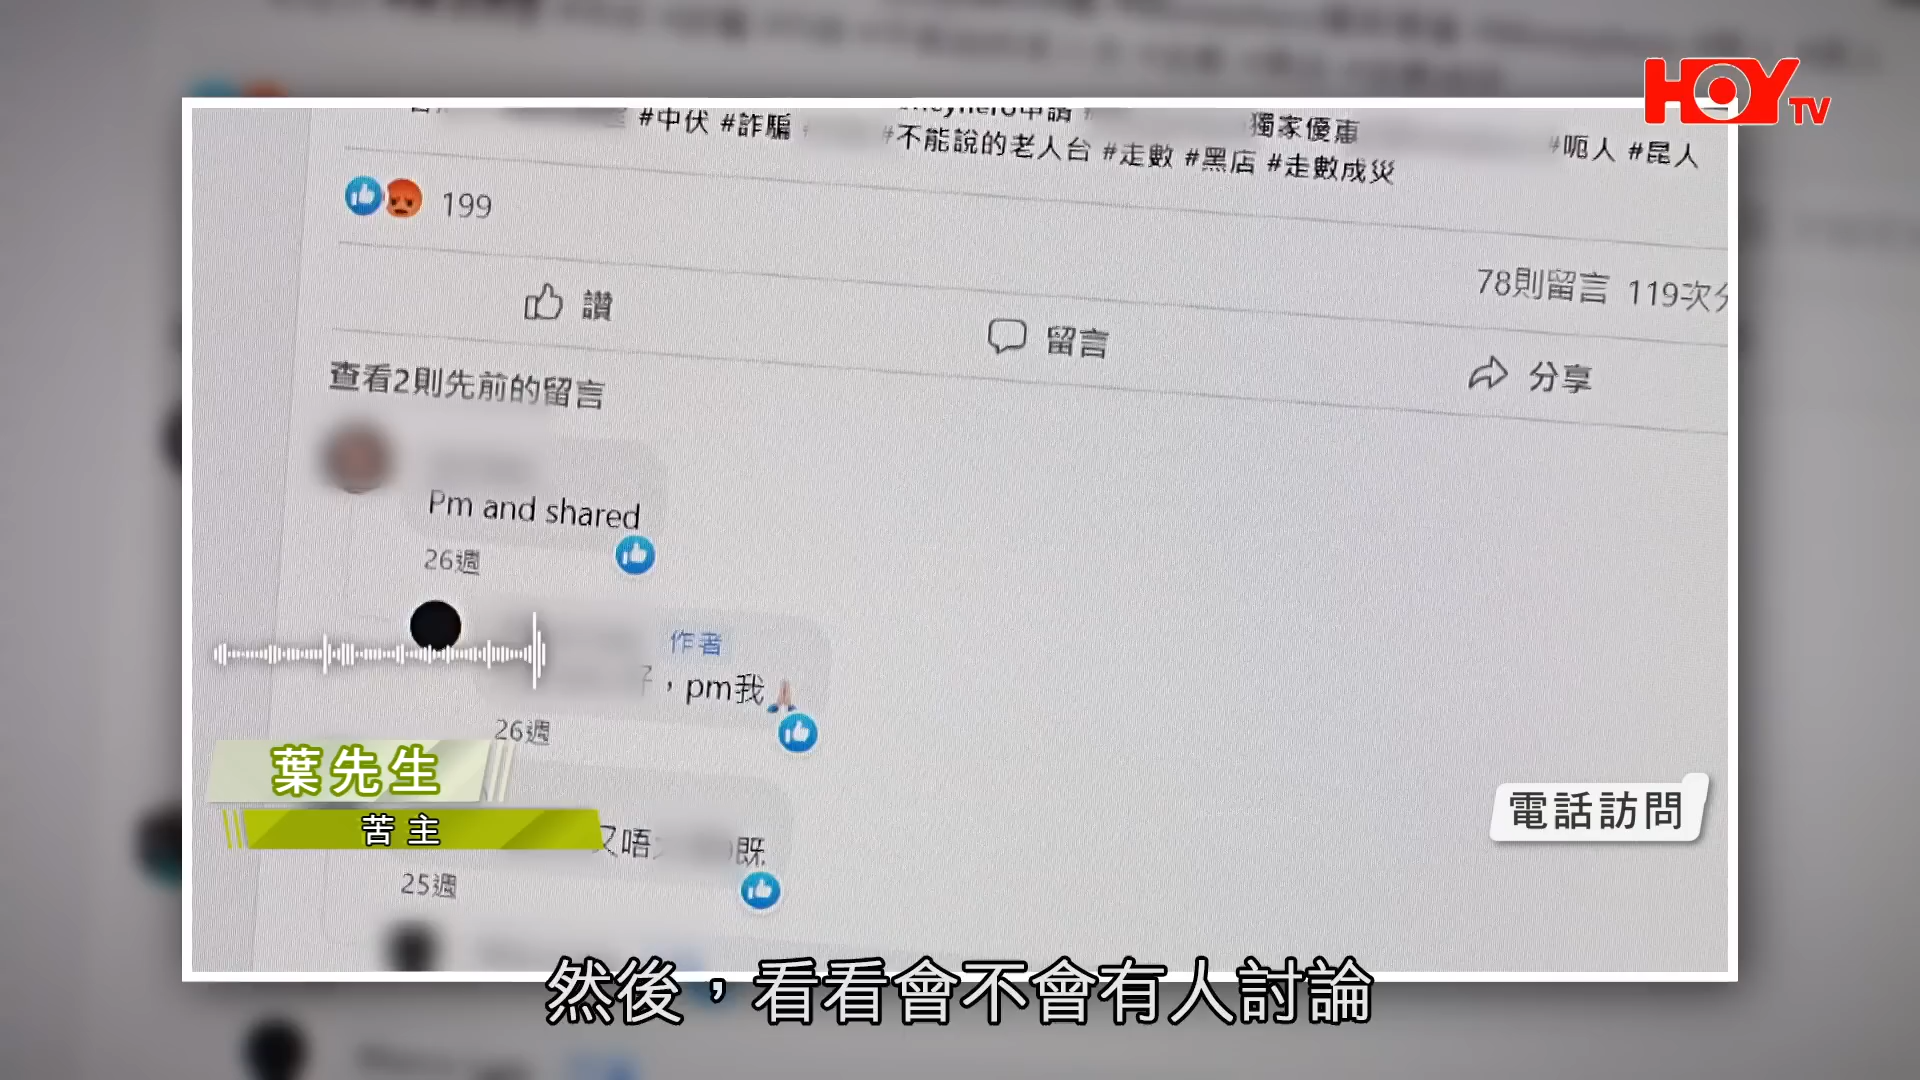 HOY TV
#中伏 #詐騙
獨家優惠
#呃人 #昆人
#不能說的老人台 #走數 #黑店 #走數成災
199
78則留言 119次
讚
留言
分享
查看2則先前的留言
Pm and shared
26週
作者
，pm我
26週
葉先生
苦主
又唔
既
25週
電話訪問
然後，看看會不會有人討論